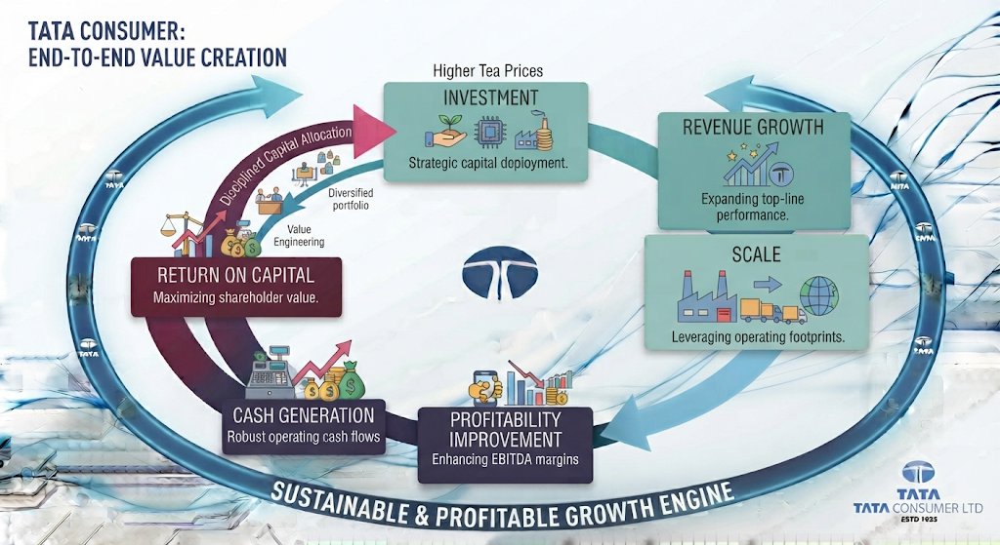 TATA CONSUMER:
END-TO-END VALUE CREATION
Higher Tea Prices
INVESTMENT
Strategic capital deployment.
REVENUE GROWTH
Expanding top-line
performance.
SCALE
Leveraging operating footprints.
PROFITABILITY
IMPROVEMENT
Enhancing EBITDA margins
CASH GENERATION
Robust operating cash flows
RETURN ON CAPITAL
Maximizing shareholder value.
Disciplined Capital Allocation
Diversified
portfolio
Value
Engineering
SUSTAINABLE & PROFITABLE GROWTH ENGINE
TATA
TATA CONSUMER LTD
ESTD 1935